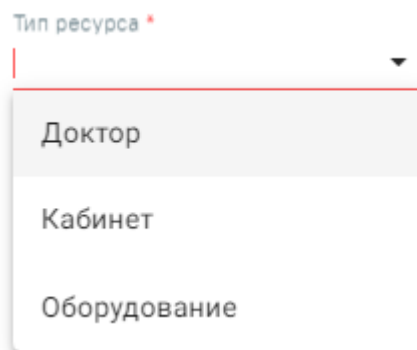 Тип ресурса *
Доктор
Кабинет
Оборудование